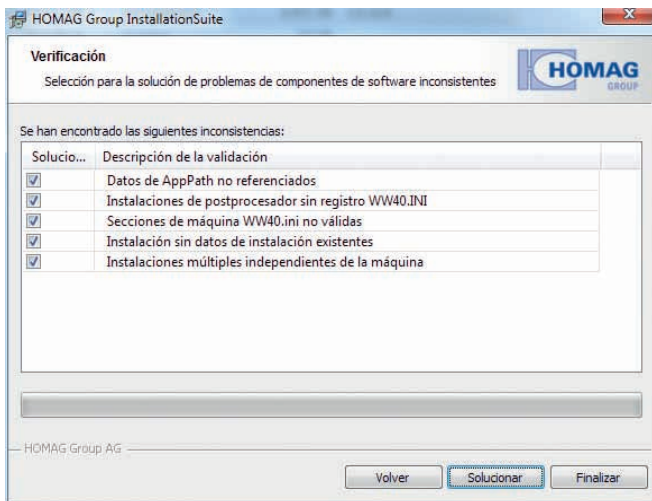 HOMAG Group InstallationSuite
Verificación
Selección para la solución de problemas de componentes de software inconsistentes
HOMAG
GROUP
Se han encontrado las siguientes inconsistencias:
Solucio... Descripción de la validación
Datos de AppPath no referenciados
Instalaciones de postprocesador sin registro WW40.INI
Secciones de máquina WW40.ini no válidas
Instalación sin datos de instalación existentes
Instalaciones múltiples independientes de la máquina
HOMAG Group AG
Volver Solucionar Finalizar